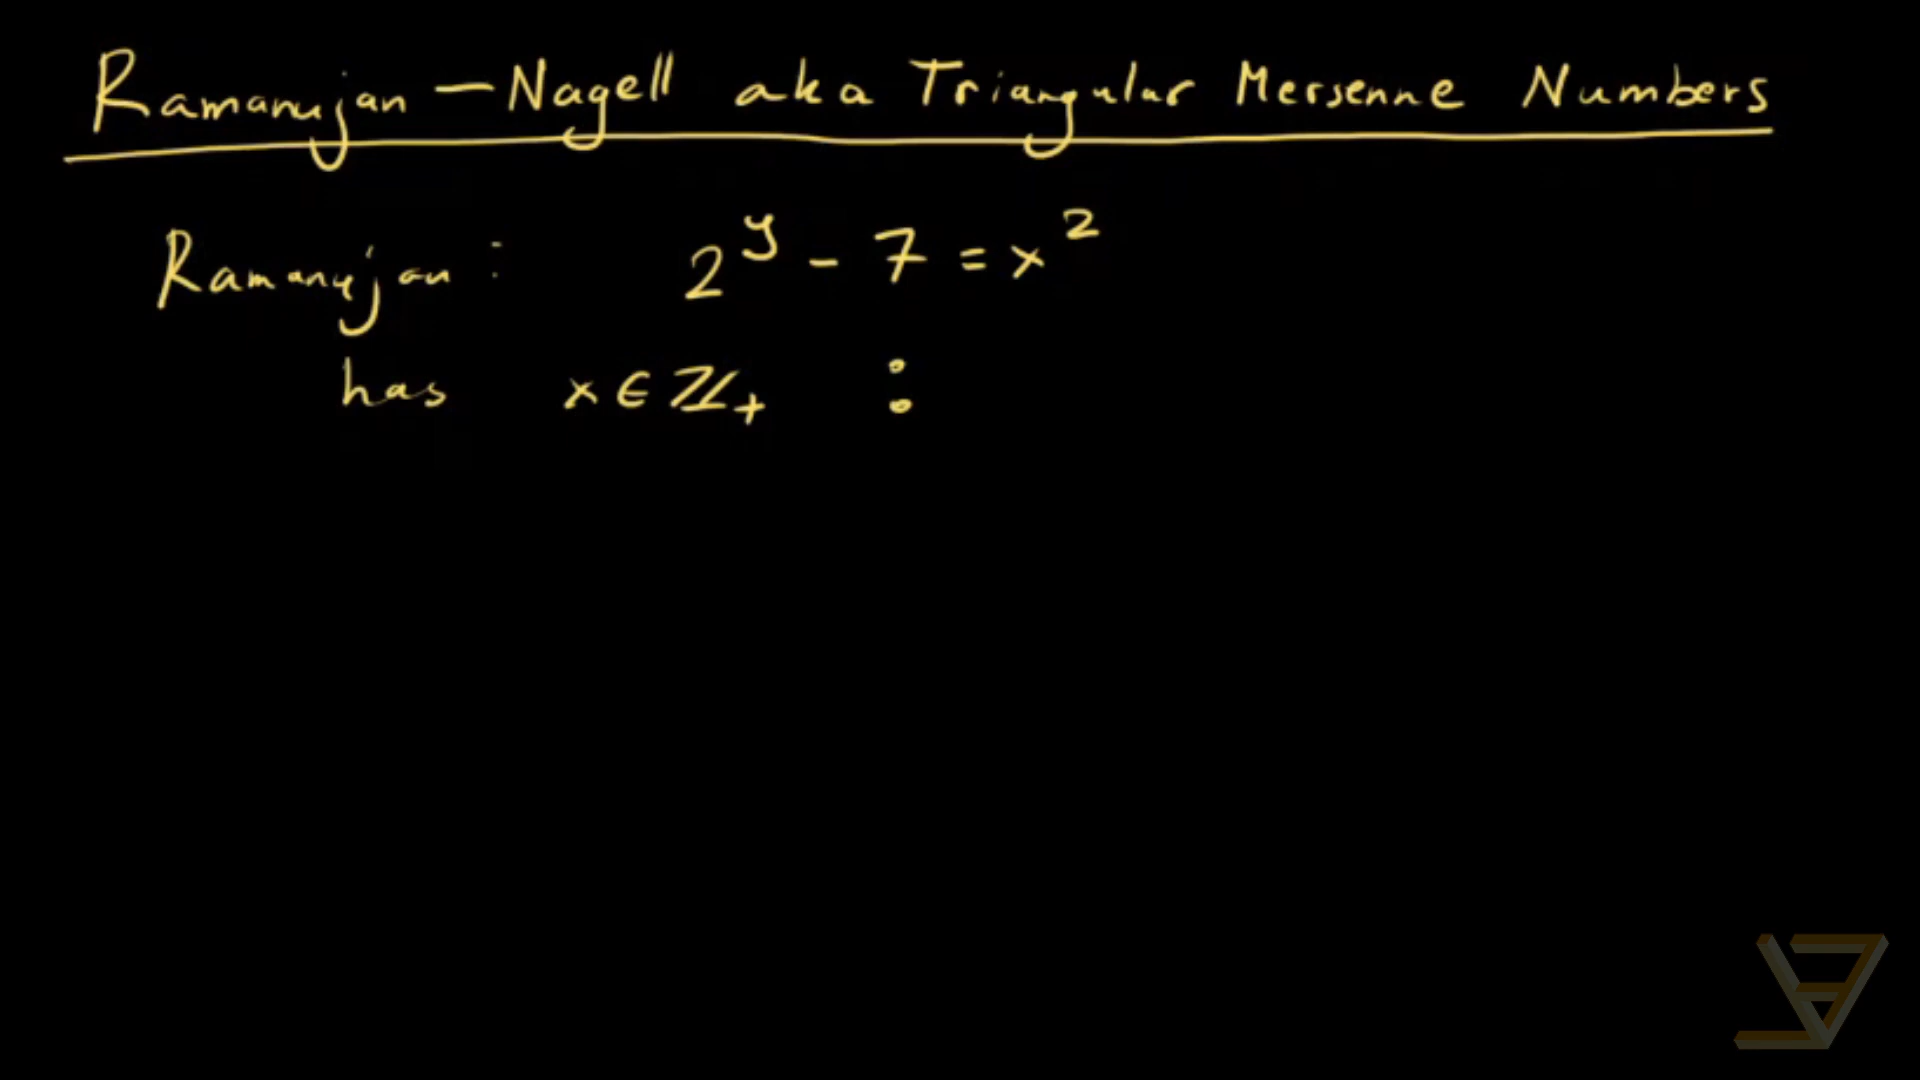 Ramanujan – Nagell aka Triangular Mersenne Numbers
Ramanujan : 2^y - 7 = x^2
has x ∈ ℤ₊ :